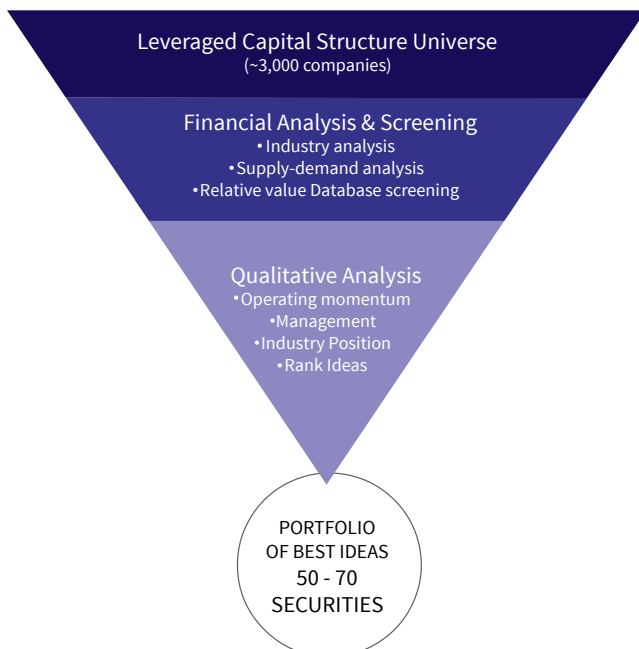 Leveraged Capital Structure Universe
(~3,000 companies)
Financial Analysis & Screening
•Industry analysis
•Supply-demand analysis
•Relative value Database screening
Qualitative Analysis
•Operating momentum
•Management
•Industry Position
•Rank Ideas
PORTFOLIO
OF BEST IDEAS
50 - 70
SECURITIES